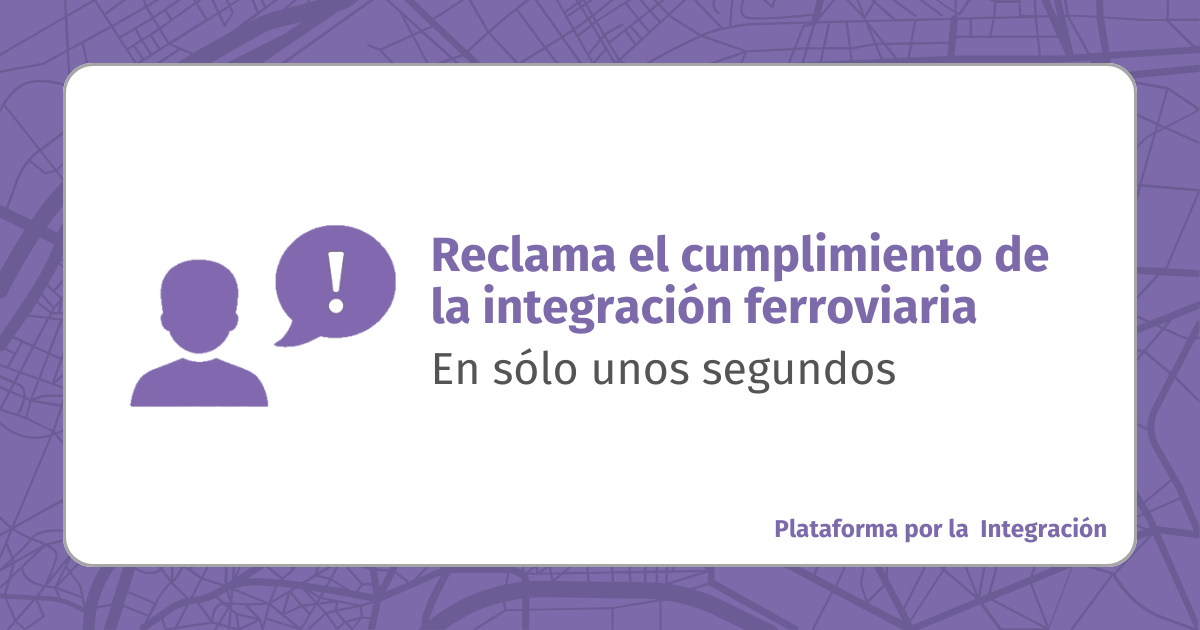 !
Reclama el cumplimiento de
la integración ferroviaria
En sólo unos segundos
Plataforma por la Integración